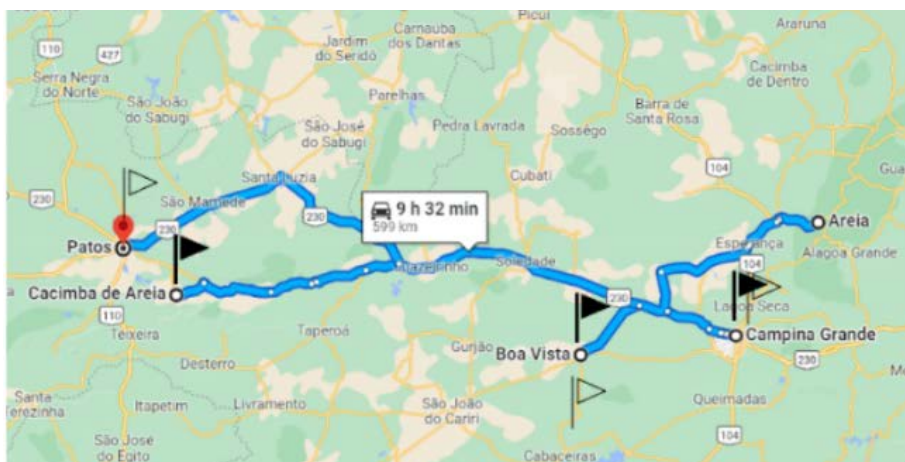 Carnaúba
dos Dantas
Picuí
Araruna
110
427
Jardim
do Seridó
Cacimba
de Dentro
Serra Negra
do Norte
Parelhas
São João
do Sabugi
Barra de
Santa Rosa
São José
do Sabugi
Pedra Lavrada
Sossêgo
104
Santa Luzia
Cubati
Gua
São Mamede
230
9 h 32 min
599 km
230
Areia
230
Patos
Esperança
Alagoa Grande
Soledade
104
Cacimba de Areia
230
Lagoa Seca
110
Teixeira
Taperoá
Campina Grande
Gurjão
Boa Vista
230
Desterro
Santa
Terezinha
Itapetim
Livramento
São João
do Cariri
Queimadas
104
São José
do Egito
Cabaceiras